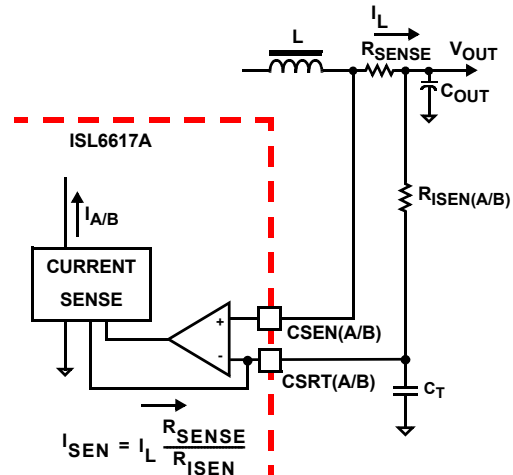 I_L
L
R_SENSE
V_OUT
C_OUT
ISL6617A
R_ISEN(A/B)
I_A/B
CURRENT
SENSE
+
CSEN(A/B)
-
CSRT(A/B)
C_T
I_SEN = I_L R_SENSE / R_ISEN